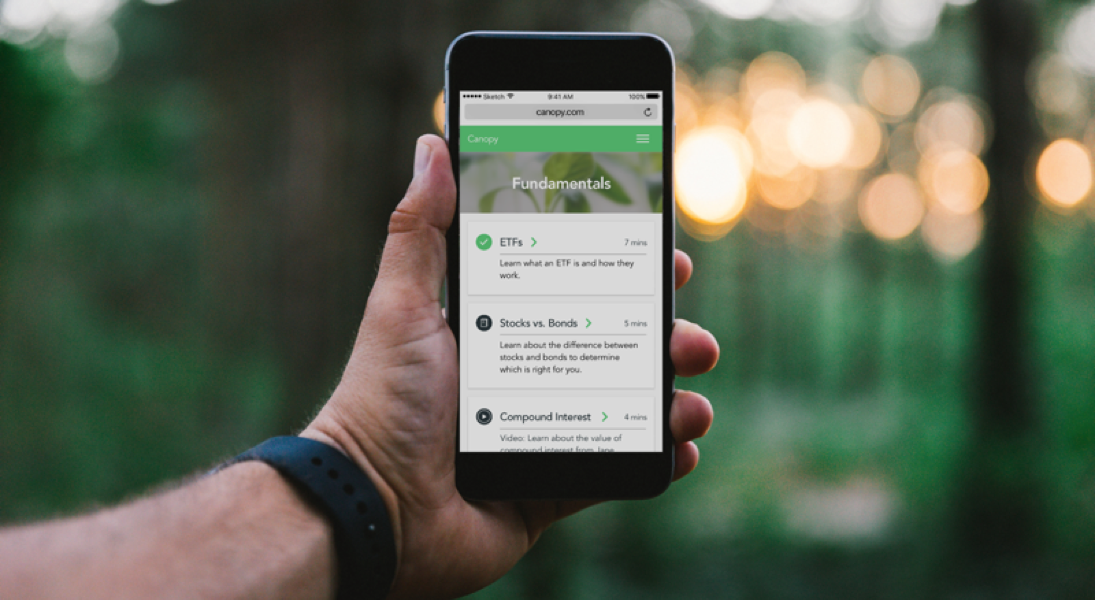 Sketch 9:41 AM 100%
canopy.com
Canopy
Fundamentals
ETFs 7 mins
Learn what an ETF is and how they
work.
Stocks vs. Bonds 5 mins
Learn about the difference between
stocks and bonds to determine
which is right for you.
Compound Interest 4 mins
Video: Learn about the value of
compound interest from Jane